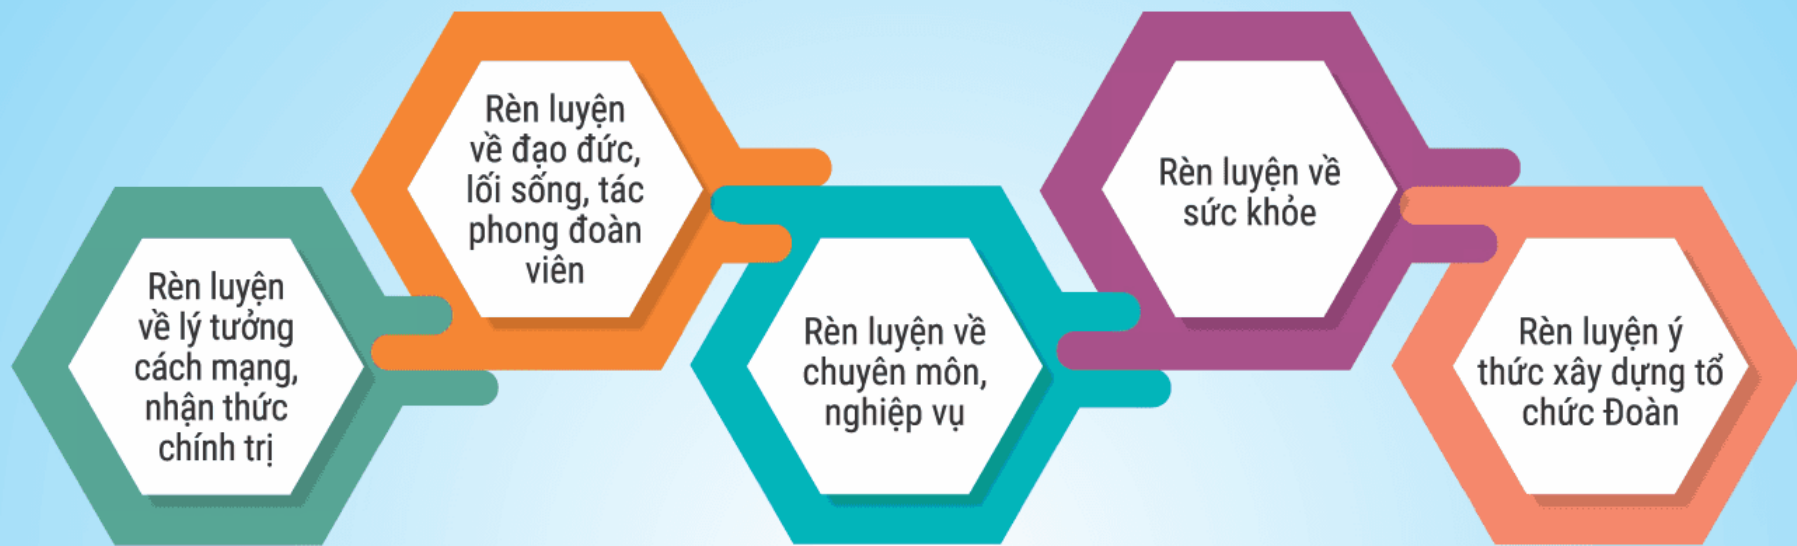 Rèn luyện
về lý tưởng
cách mạng,
nhận thức
chính trị
Rèn luyện
về đạo đức,
lối sống, tác
phong đoàn
viên
Rèn luyện về
chuyên môn,
nghiệp vụ
Rèn luyện về
sức khỏe
Rèn luyện ý
thức xây dựng tổ
chức Đoàn